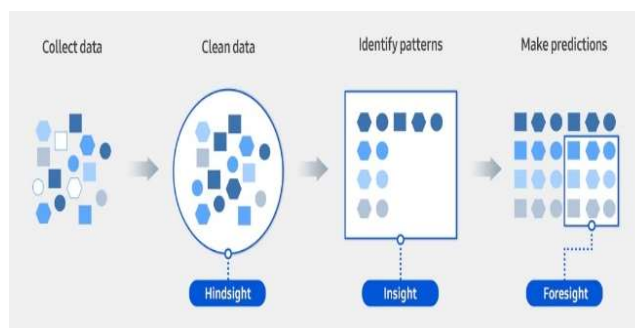 Collect data
Clean data
Identify patterns
Make predictions
Hindsight
Insight
Foresight